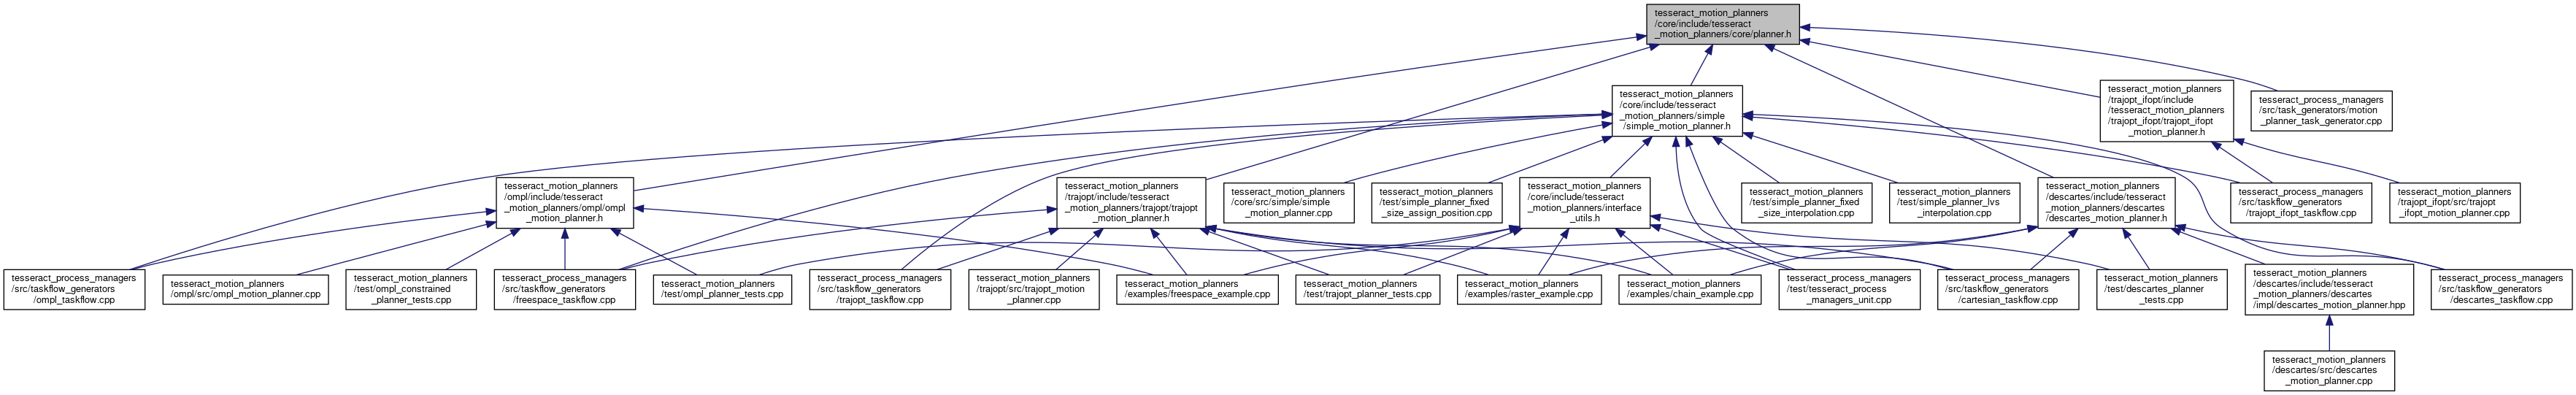 tesseract_motion_planners
/core/include/tesseract
_motion_planners/core/planner.h
tesseract_motion_planners
/core/include/tesseract
_motion_planners/simple
/simple_motion_planner.h
tesseract_motion_planners
/trajopt_ifopt/include
/tesseract_motion_planners
/trajopt_ifopt/trajopt_ifopt
_motion_planner.h
tesseract_process_managers
/src/task_generators/motion
_planner_task_generator.cpp
tesseract_motion_planners
/ompl/include/tesseract
_motion_planners/ompl/ompl
_motion_planner.h
tesseract_motion_planners
/trajopt/include/tesseract
_motion_planners/trajopt/trajopt
_motion_planner.h
tesseract_motion_planners
/core/src/simple/simple
_motion_planner.cpp
tesseract_motion_planners
/test/simple_planner_fixed
_size_assign_position.cpp
tesseract_motion_planners
/core/include/tesseract
_motion_planners/interface
_utils.h
tesseract_motion_planners
/test/simple_planner_fixed
_size_interpolation.cpp
tesseract_motion_planners
/test/simple_planner_lvs
_interpolation.cpp
tesseract_motion_planners
/descartes/include/tesseract
_motion_planners/descartes
/descartes_motion_planner.h
tesseract_process_managers
/src/taskflow_generators
/trajopt_ifopt_taskflow.cpp
tesseract_motion_planners
/trajopt_ifopt/src/trajopt
_ifopt_motion_planner.cpp
tesseract_process_managers
/src/taskflow_generators
/ompl_taskflow.cpp
tesseract_motion_planners
/ompl/src/ompl_motion_planner.cpp
tesseract_motion_planners
/test/ompl_constrained
_planner_tests.cpp
tesseract_process_managers
/src/taskflow_generators
/freespace_taskflow.cpp
tesseract_motion_planners
/test/ompl_planner_tests.cpp
tesseract_process_managers
/src/taskflow_generators
/trajopt_taskflow.cpp
tesseract_motion_planners
/trajopt/src/trajopt_motion
_planner.cpp
tesseract_motion_planners
/examples/freespace_example.cpp
tesseract_motion_planners
/test/trajopt_planner_tests.cpp
tesseract_motion_planners
/examples/raster_example.cpp
tesseract_motion_planners
/examples/chain_example.cpp
tesseract_process_managers
/test/tesseract_process
_managers_unit.cpp
tesseract_process_managers
/src/taskflow_generators
/cartesian_taskflow.cpp
tesseract_motion_planners
/test/descartes_planner
_tests.cpp
tesseract_motion_planners
/descartes/include/tesseract
_motion_planners/descartes
/impl/descartes_motion_planner.hpp
tesseract_process_managers
/src/taskflow_generators
/descartes_taskflow.cpp
tesseract_motion_planners
/descartes/src/descartes
_motion_planner.cpp